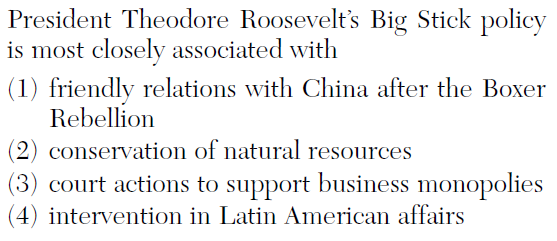 President Theodore Roosevelt’s Big Stick policy
is most closely associated with
(1) friendly relations with China after the Boxer
Rebellion
(2) conservation of natural resources
(3) court actions to support business monopolies
(4) intervention in Latin American affairs